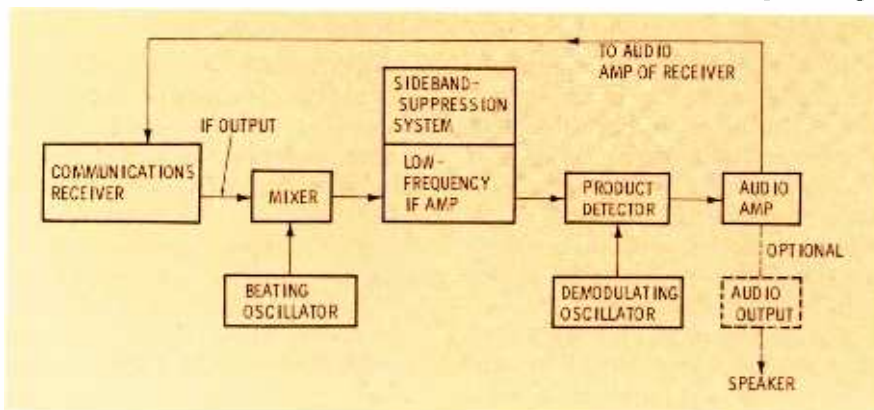 TO AUDIO
AMP OF RECEIVER
SIDEBAND-
SUPPRESSION
SYSTEM
IF OUTPUT
COMMUNICATIONS
RECEIVER
MIXER
LOW-
FREQUENCY
IF AMP
PRODUCT
DETECTOR
AUDIO
AMP
OPTIONAL
BEATING
OSCILLATOR
DEMODULATING
OSCILLATOR
AUDIO
OUTPUT
SPEAKER